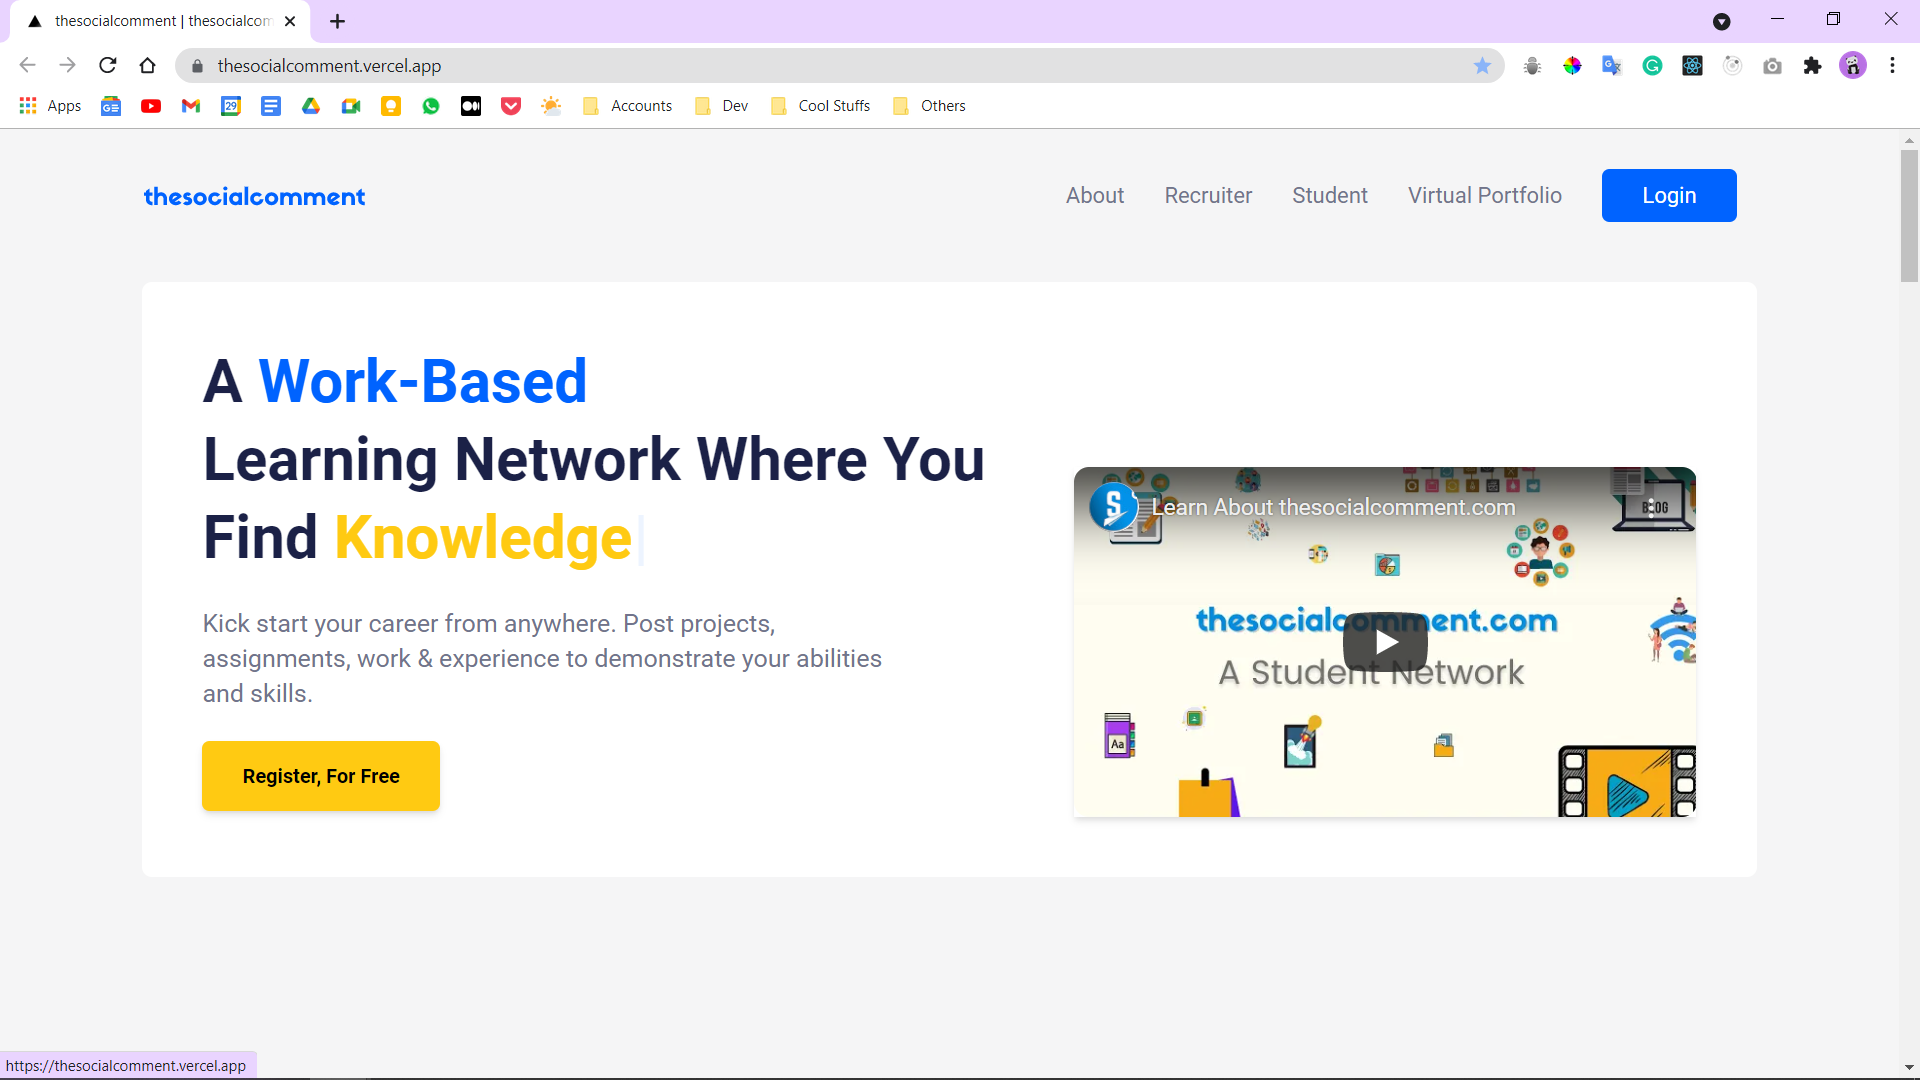 thesocialcomment | thesocialcom
thesocialcomment.vercel.app
Apps
Accounts
Dev
Cool Stuffs
Others
thesocialcomment
About
Recruiter
Student
Virtual Portfolio
Login
A Work-Based
Learning Network Where You
Find Knowledge
Kick start your career from anywhere. Post projects,
assignments, work & experience to demonstrate your abilities
and skills.
Register, For Free
Learn About thesocialcomment.com
BLOG
thesocialcomment.com
A Student Network
Aa
https://thesocialcomment.vercel.app